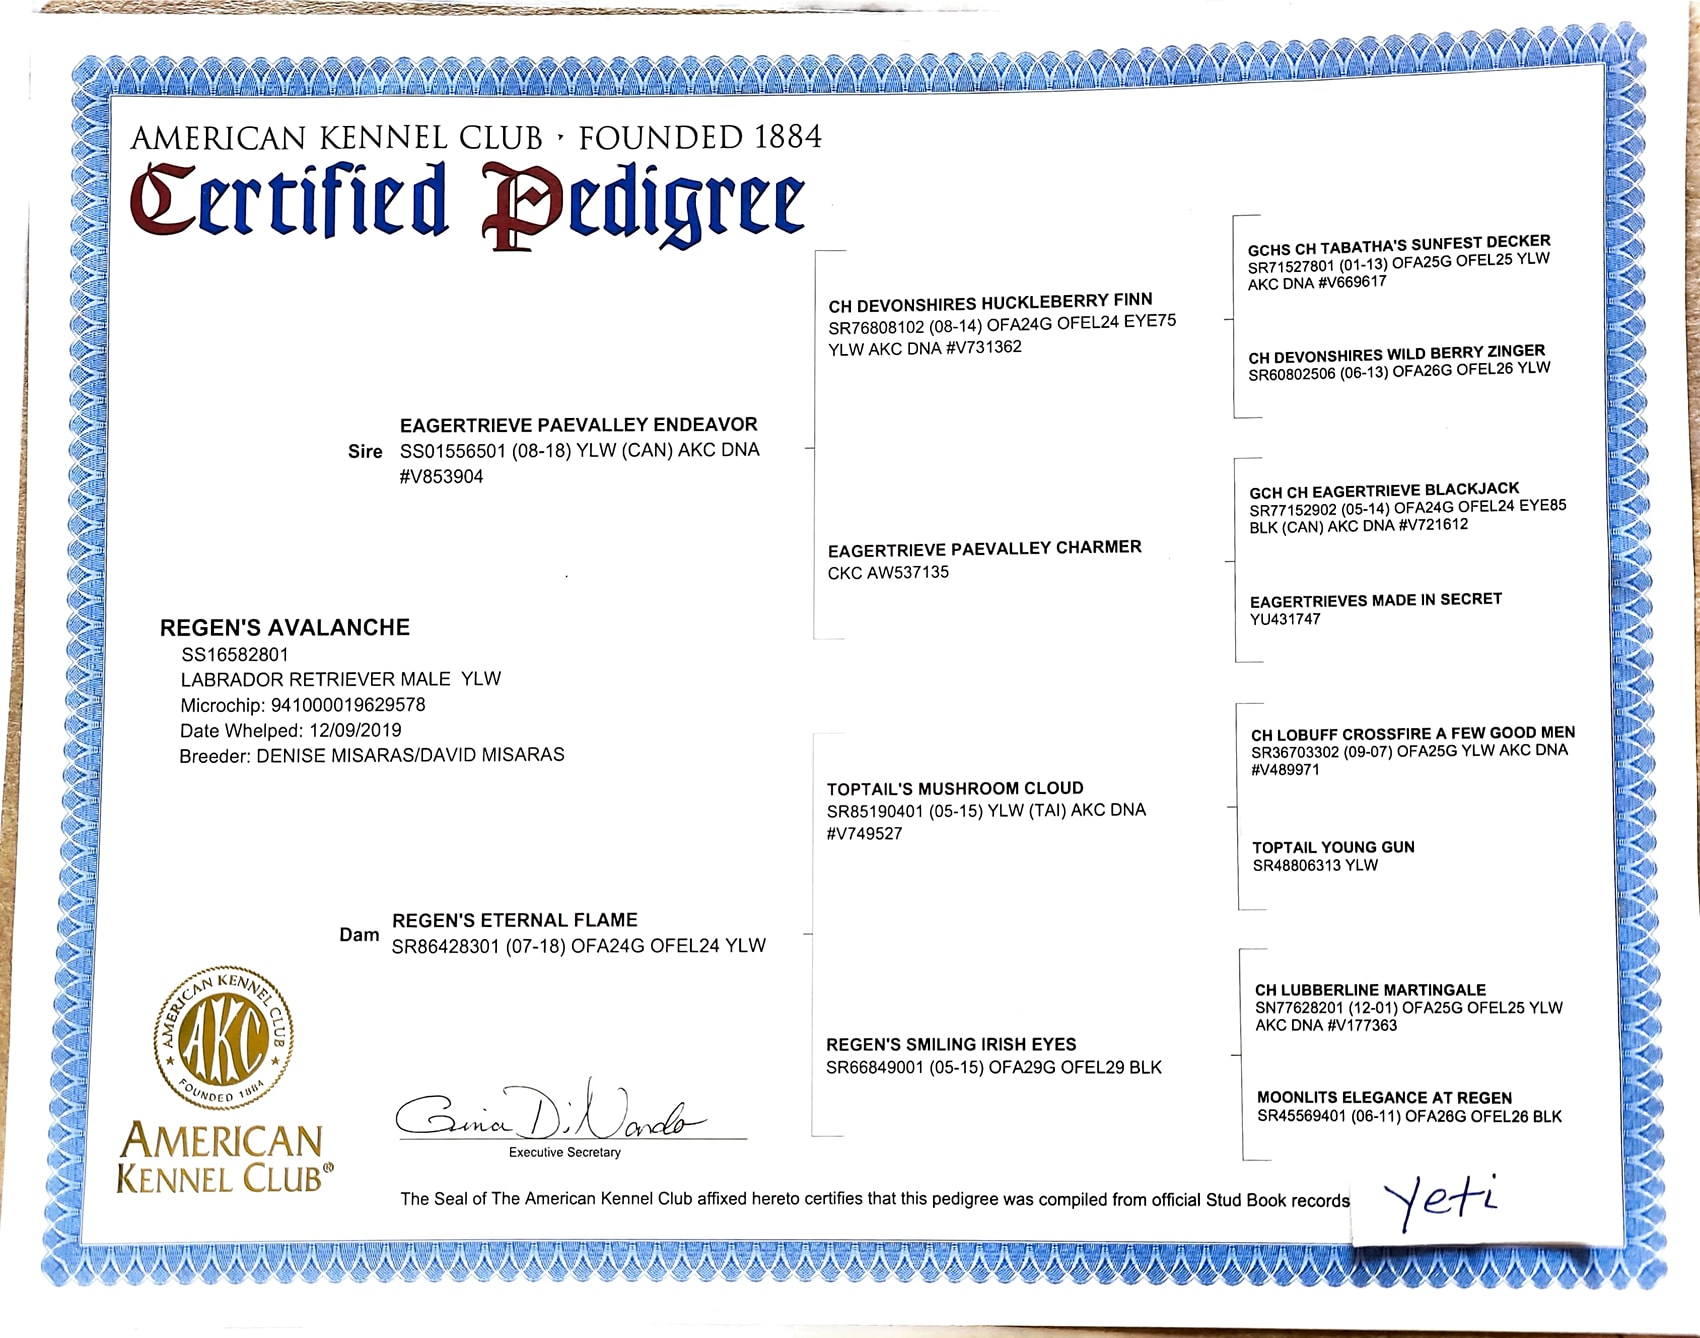 AMERICAN KENNEL CLUB · FOUNDED 1884
Certified Pedigree
GCHS CH TABATHA'S SUNFEST DECKER
SR71527801 (01-13) OFA25G OFEL25 YLW
AKC DNA #V669617
CH DEVONSHIRES HUCKLEBERRY FINN
SR76808102 (08-14) OFA24G OFEL24 EYE75
YLW AKC DNA #V731362
CH DEVONSHIRES WILD BERRY ZINGER
SR60802506 (06-13) OFA26G OFEL26 YLW
EAGERTRIEVE PAEVALLEY ENDEAVOR
Sire SS01556501 (08-18) YLW (CAN) AKC DNA
#V853904
GCH CH EAGERTRIEVE BLACKJACK
SR77152902 (05-14) OFA24G OFEL24 EYE85
BLK (CAN) AKC DNA #V721612
EAGERTRIEVE PAEVALLEY CHARMER
CKC AW537135
EAGERTRIEVES MADE IN SECRET
YU431747
REGEN'S AVALANCHE
SS16582801
LABRADOR RETRIEVER MALE YLW
Microchip: 941000019629578
Date Whelped: 12/09/2019
Breeder: DENISE MISARAS/DAVID MISARAS
CH LOBUFF CROSSFIRE A FEW GOOD MEN
SR36703302 (09-07) OFA25G YLW AKC DNA
#V489971
TOPTAIL'S MUSHROOM CLOUD
SR85190401 (05-15) YLW (TAI) AKC DNA
#V749527
TOPTAIL YOUNG GUN
SR48806313 YLW
REGEN'S ETERNAL FLAME
Dam SR86428301 (07-18) OFA24G OFEL24 YLW
CH LUBBERLINE MARTINGALE
SN77628201 (12-01) OFA25G OFEL25 YLW
AKC DNA #V177363
REGEN'S SMILING IRISH EYES
SR66849001 (05-15) OFA29G OFEL29 BLK
MOONLITS ELEGANCE AT REGEN
SR45569401 (06-11) OFA26G OFEL26 BLK
AMERICAN KENNEL CLUB
AKC
FOUNDED 1884
AMERICAN
KENNEL CLUB®
Gina DiNardo
Executive Secretary
The Seal of The American Kennel Club affixed hereto certifies that this pedigree was compiled from official Stud Book records
Yeti